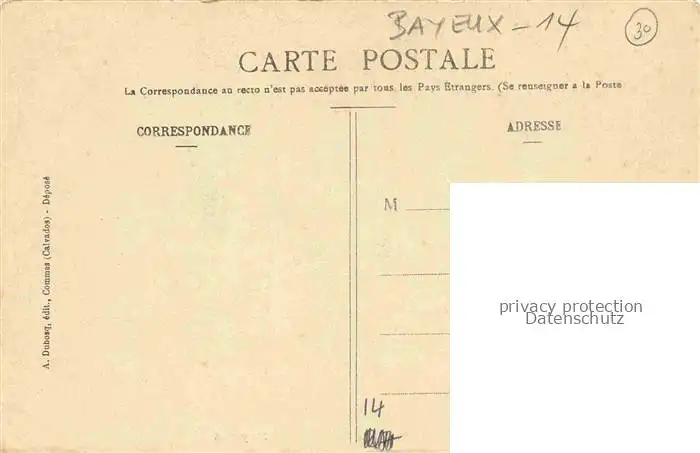 BAYEUX - 14
30
CARTE POSTALE
La Correspondance au recto n'est pas acceptée par tous les Pays Étrangers. (Se renseigner a la Poste
CORRESPONDANCE
ADRESSE
M
A. Dubosq, édit., Commes (Calvados) - Déposé
privacy protection
Datenschutz
14